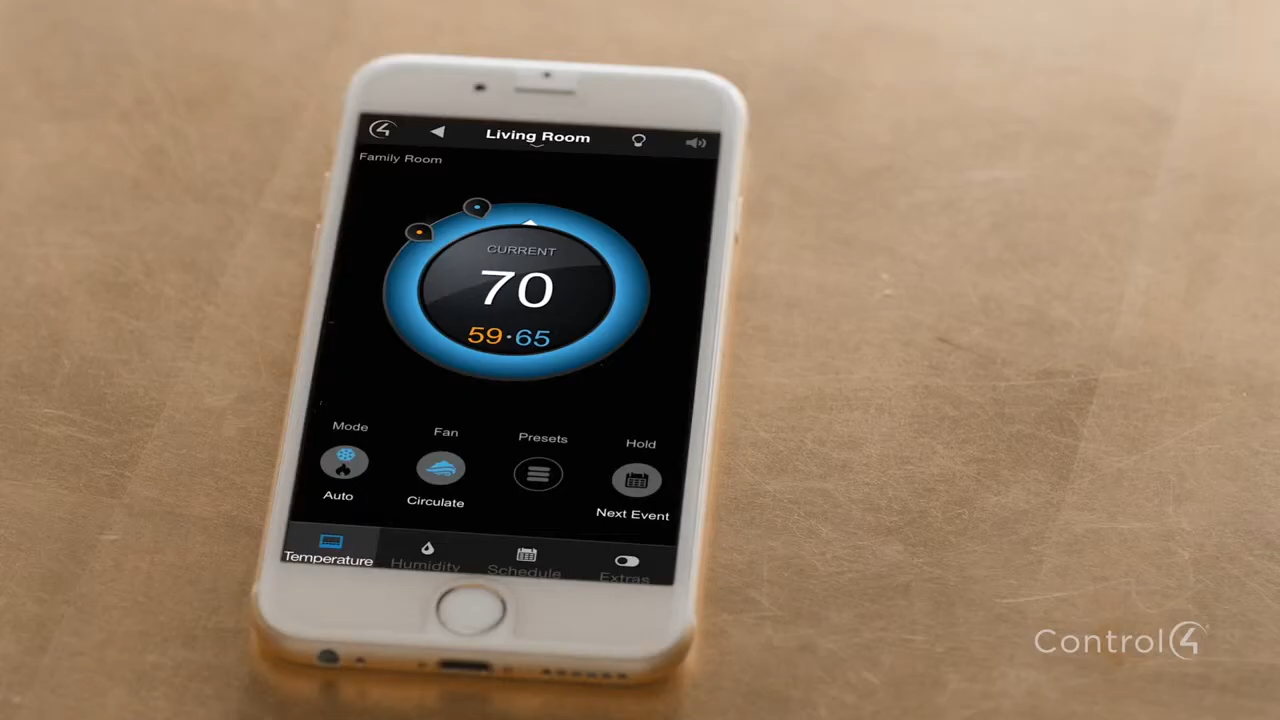 Living Room
Family Room
CURRENT
70
59·65
Mode
Fan
Presets
Hold
Auto
Circulate
Next Event
Temperature
Humidity
Schedule
Extras
Control4